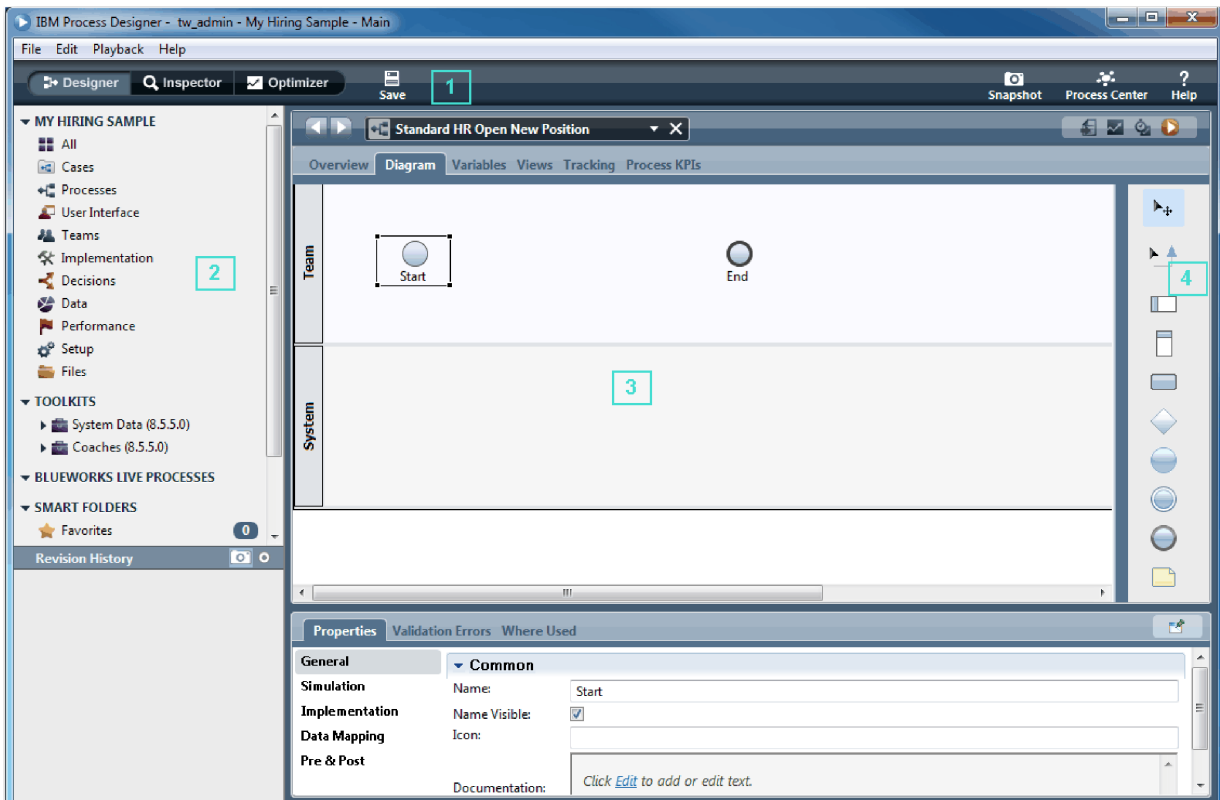 IBM Process Designer - tw_admin - My Hiring Sample - Main
File Edit Playback Help
Designer Inspector Optimizer Save 1 Snapshot Process Center Help
MY HIRING SAMPLE
All
Cases
Processes
User Interface
Teams
Implementation
Decisions
Data
Performance
Setup
Files
2
TOOLKITS
System Data (8.5.5.0)
Coaches (8.5.5.0)
BLUEWORKS LIVE PROCESSES
SMART FOLDERS
Favorites 0
Revision History
Standard HR Open New Position
Overview Diagram Variables Views Tracking Process KPIs
Team
Start
End
System
3
4
Properties Validation Errors Where Used
General
Simulation
Implementation
Data Mapping
Pre & Post
Common
Name: Start
Name Visible:
Icon:
Documentation: Click Edit to add or edit text.